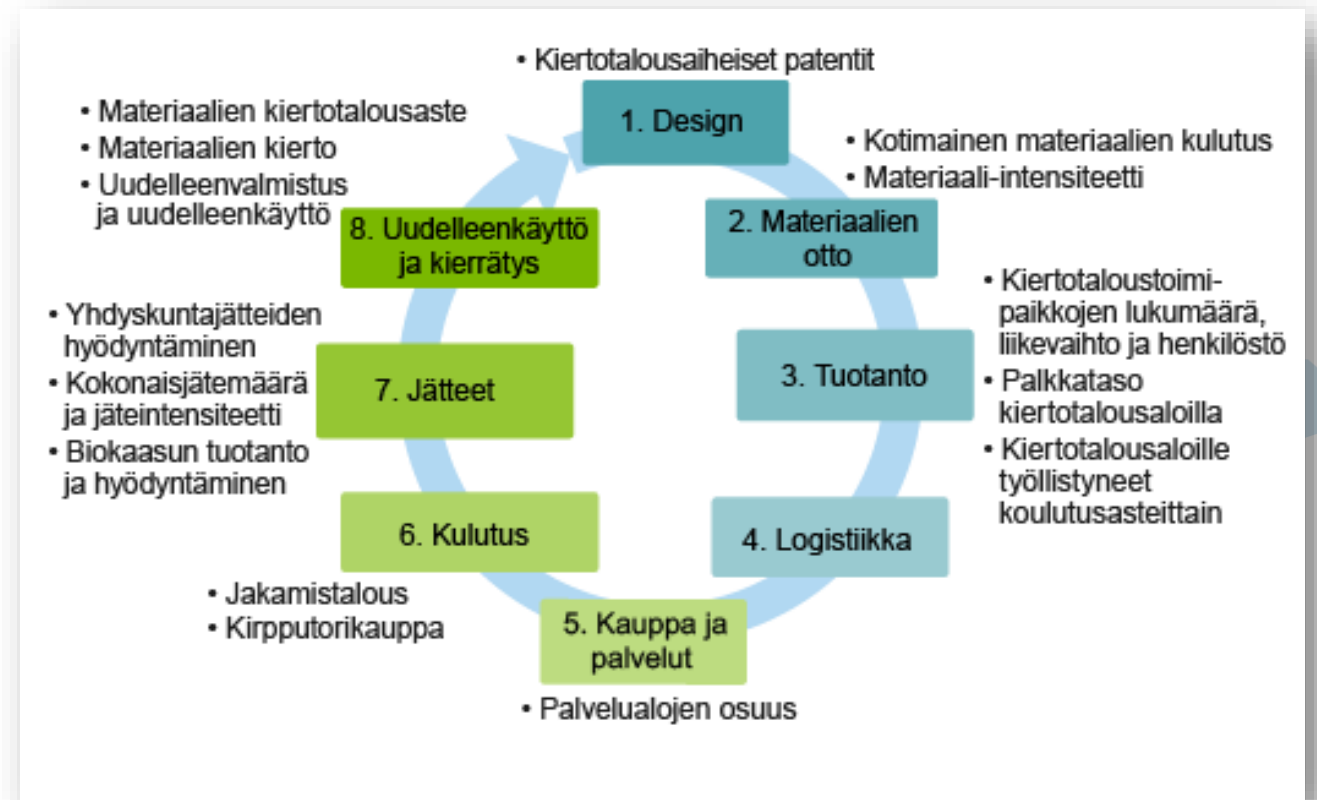 • Kiertotalousaiheiset patentit
1. Design
• Kotimainen materiaalien kulutus
• Materiaali-intensiteetti
2. Materiaalien
otto
• Kiertotaloustoimi-
paikkojen lukumäärä,
liikevaihto ja henkilöstö
• Palkkataso
kiertotalousaloilla
• Kiertotalousaloille
työllistyneet
koulutusasteittain
3. Tuotanto
4. Logistiikka
5. Kauppa ja
palvelut
• Palvelualojen osuus
6. Kulutus
• Jakamistalous
• Kirpputorikauppa
7. Jätteet
• Yhdyskuntajätteiden
hyödyntäminen
• Kokonaisjätemäärä
ja jäteintensiteetti
• Biokaasun tuotanto
ja hyödyntäminen
8. Uudelleenkäyttö
ja kierrätys
• Materiaalien kiertotalousaste
• Materiaalien kierto
• Uudelleenvalmistus
ja uudelleenkäyttö